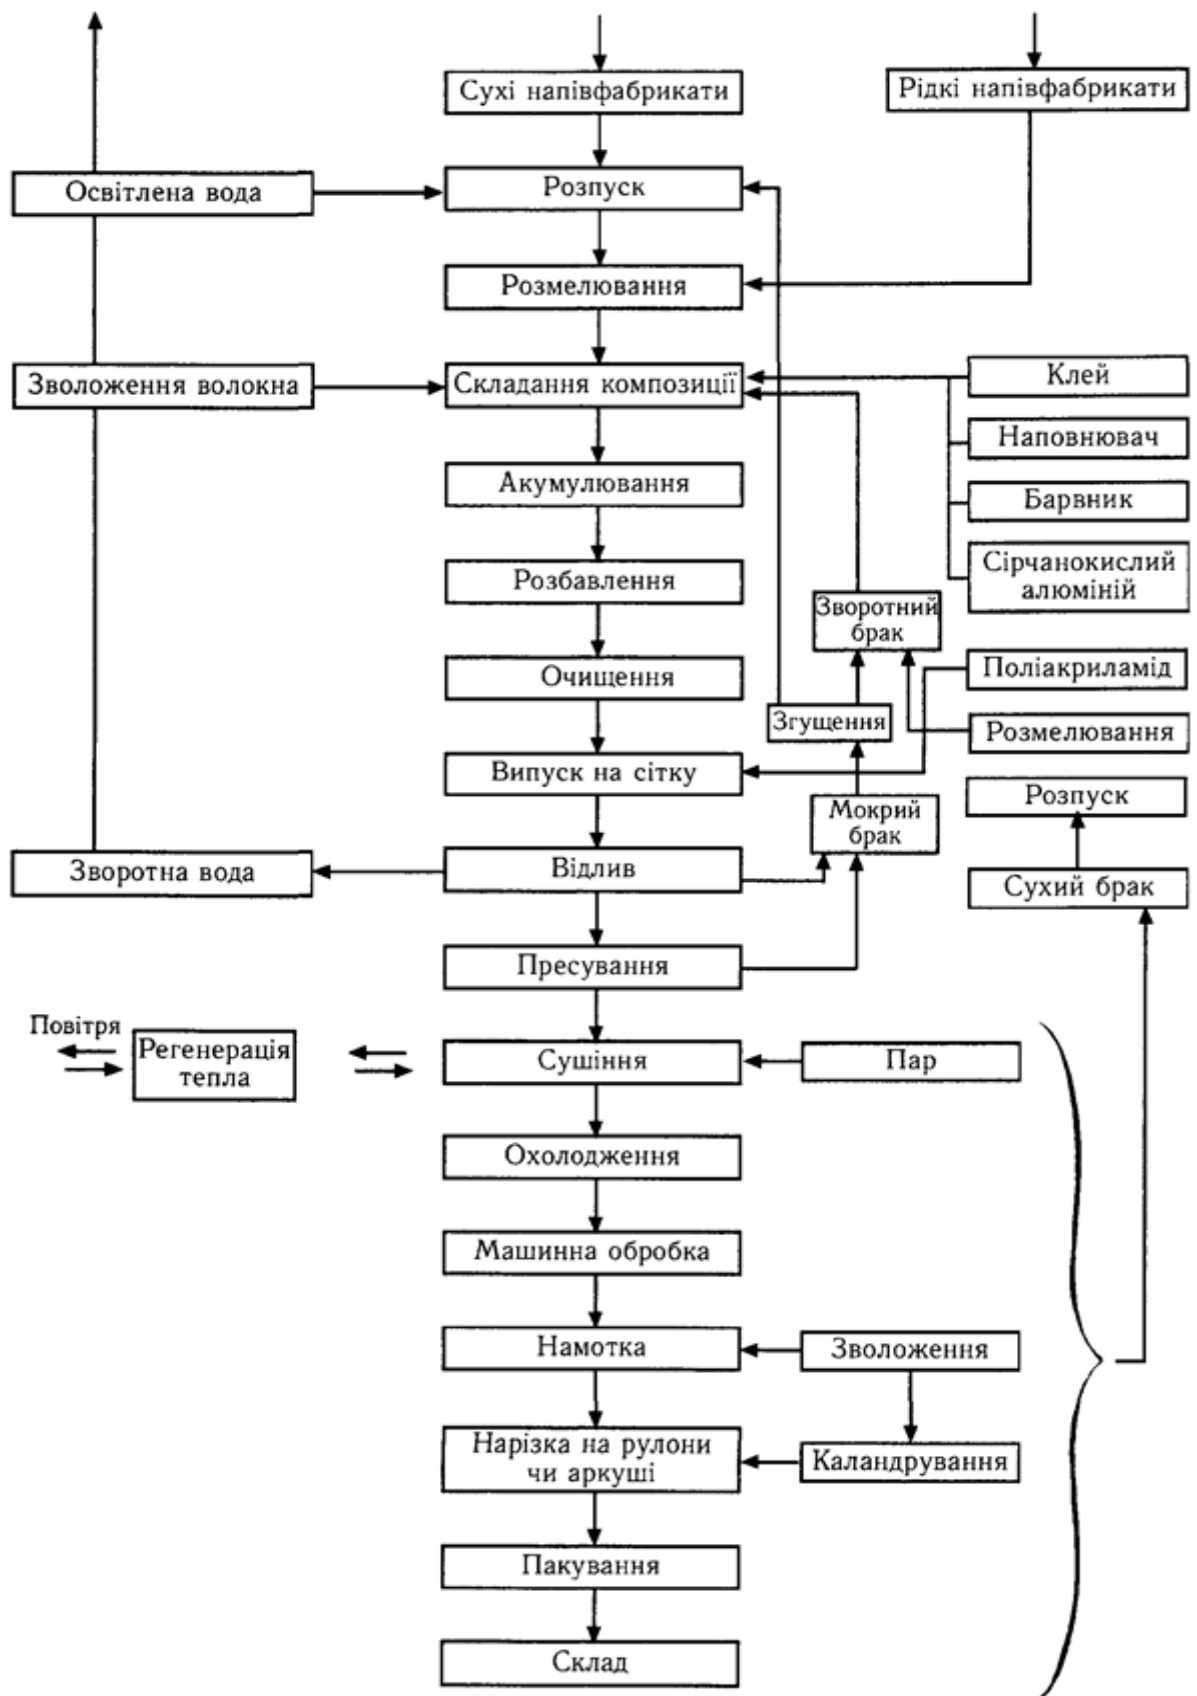 Сухі напівфабрикати
Рідкі напівфабрикати
Освітлена вода
Розпуск
Розмелювання
Зволоження волокна
Складання композиції
Клей
Наповнювач
Акумулювання
Барвник
Сірчанокислий
алюміній
Розбавлення
Зворотний
брак
Очищення
Поліакриламід
Згущення
Розмелювання
Випуск на сітку
Розпуск
Мокрий
брак
Зворотна вода
Відлив
Сухий брак
Пресування
Повітря
Регенерація
тепла
Сушіння
Пар
Охолодження
Машинна обробка
Намотка
Зволоження
Нарізка на рулони
чи аркуші
Каландрування
Пакування
Склад